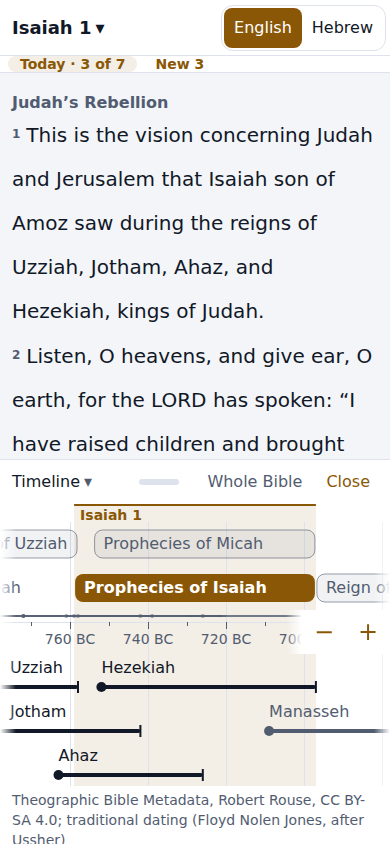 Isaiah 1 ▾ English Hebrew
Today · 3 of 7 New 3
Judah’s Rebellion
1 This is the vision concerning Judah
and Jerusalem that Isaiah son of
Amoz saw during the reigns of
Uzziah, Jotham, Ahaz, and
Hezekiah, kings of Judah.
2 Listen, O heavens, and give ear, O
earth, for the LORD has spoken: “I
have raised children and brought
Timeline ▾ Whole Bible Close
Isaiah 1
of Uzziah Prophecies of Micah
ah Prophecies of Isaiah Reign of
760 BC 740 BC 720 BC 700 − +
Uzziah Hezekiah
Jotham Manasseh
Ahaz
Theographic Bible Metadata, Robert Rouse, CC BY-
SA 4.0; traditional dating (Floyd Nolen Jones, after
Ussher)